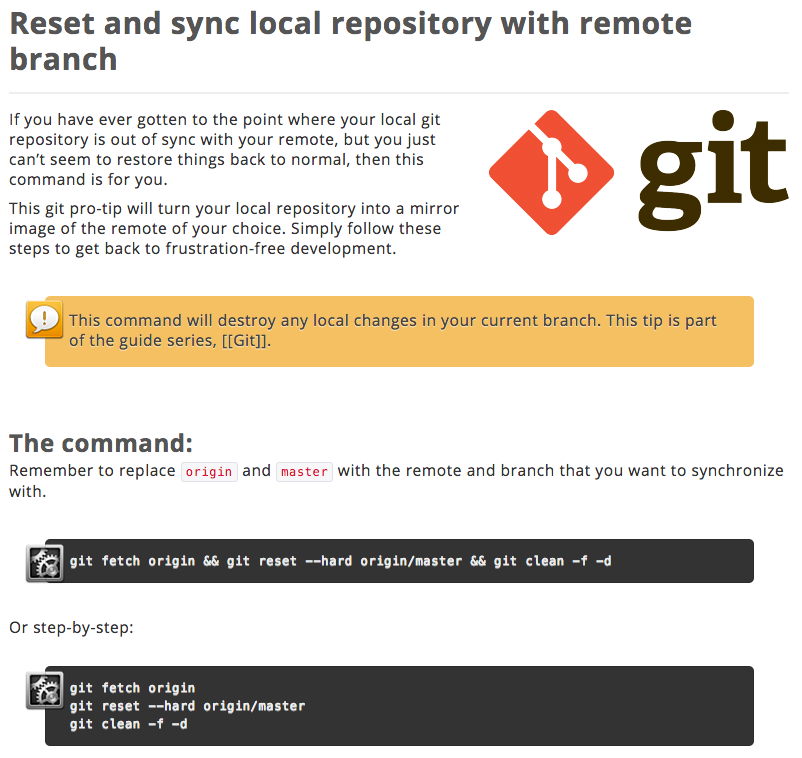 Reset and sync local repository with remote
branch
If you have ever gotten to the point where your local git
repository is out of sync with your remote, but you just
can’t seem to restore things back to normal, then this
command is for you.
This git pro-tip will turn your local repository into a mirror
image of the remote of your choice. Simply follow these
steps to get back to frustration-free development.
git
This command will destroy any local changes in your current branch. This tip is part
of the guide series, [[Git]].
The command:
Remember to replace origin and master with the remote and branch that you want to synchronize
with.
git fetch origin && git reset --hard origin/master && git clean -f -d
Or step-by-step:
git fetch origin
git reset --hard origin/master
git clean -f -d